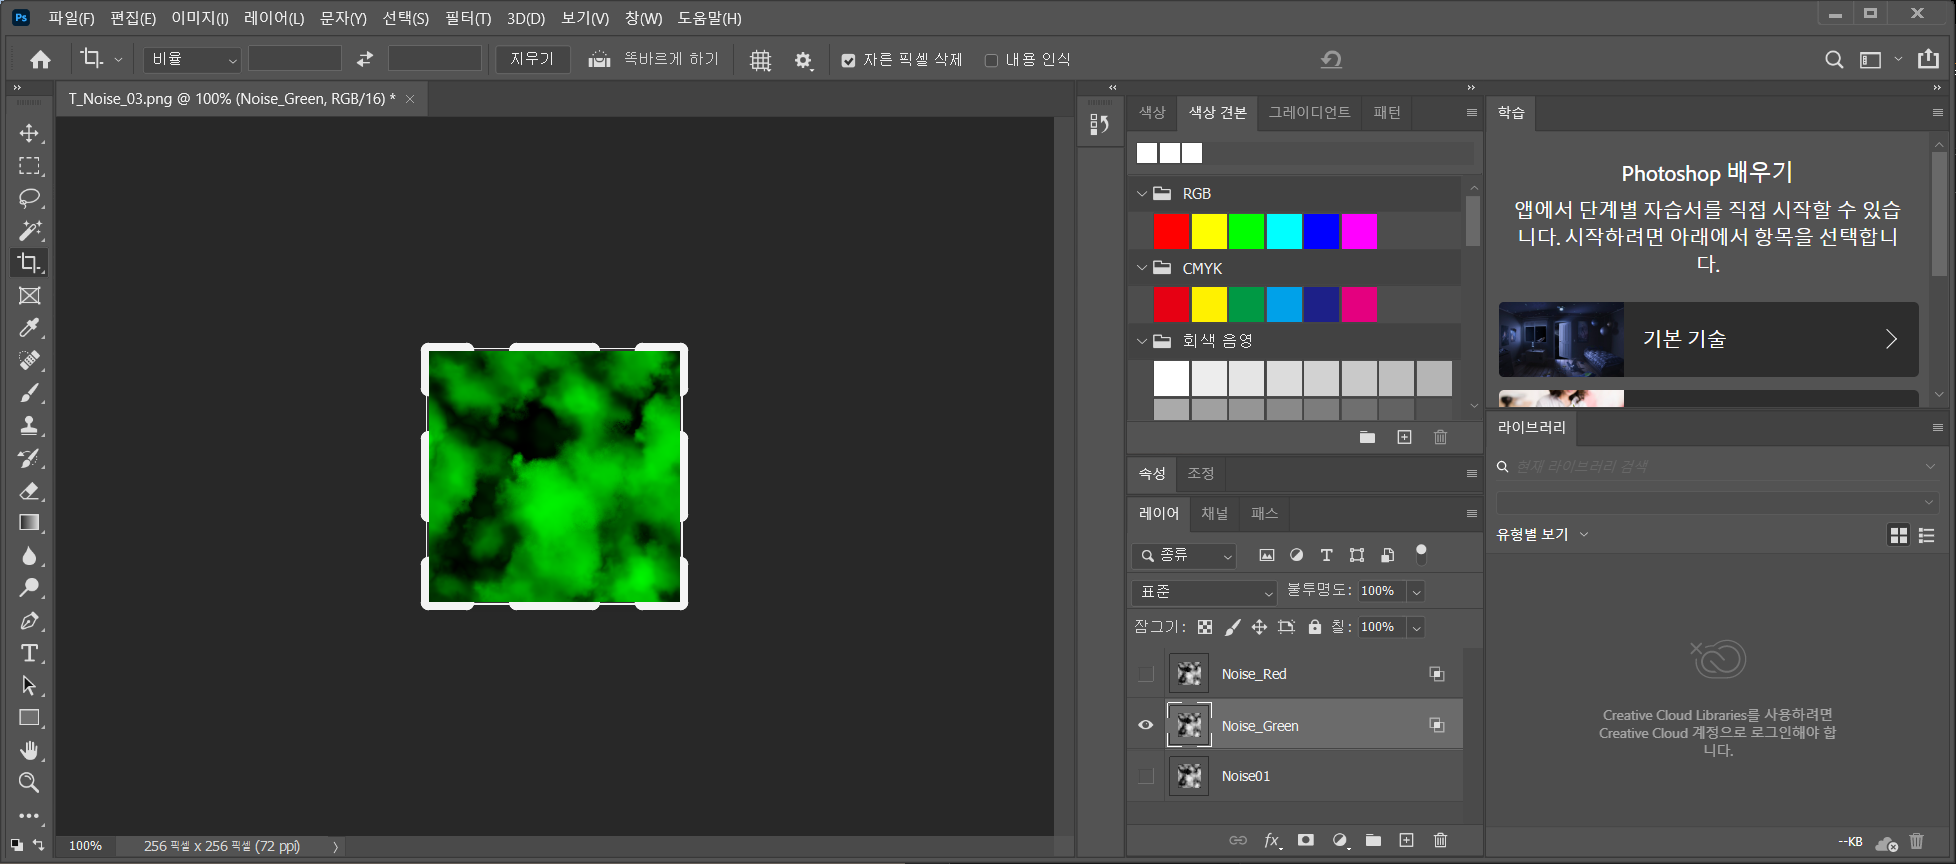 Ps 파일(F) 편집(E) 이미지(I) 레이어(L) 문자(Y) 선택(S) 필터(T) 3D(D) 보기(V) 창(W) 도움말(H)
비율 지우기 똑바르게 하기 자른 픽셀 삭제 내용 인식
T_Noise_03.png @ 100% (Noise_Green, RGB/16) *
색상 색상 견본 그레이디언트 패턴
RGB
CMYK
회색 음영
속성 조정
레이어 채널 패스
종류
표준 불투명도: 100%
잠그기: 칠: 100%
Noise_Red
Noise_Green
Noise01
fx
학습
Photoshop 배우기
앱에서 단계별 자습서를 직접 시작할 수 있습
니다. 시작하려면 아래에서 항목을 선택합니
다.
기본 기술
라이브러리
현재 라이브러리 검색
유형별 보기
Creative Cloud Libraries를 사용하려면
Creative Cloud 계정으로 로그인해야 합
니다.
--KB
100% 256 픽셀 x 256 픽셀 (72 ppi)